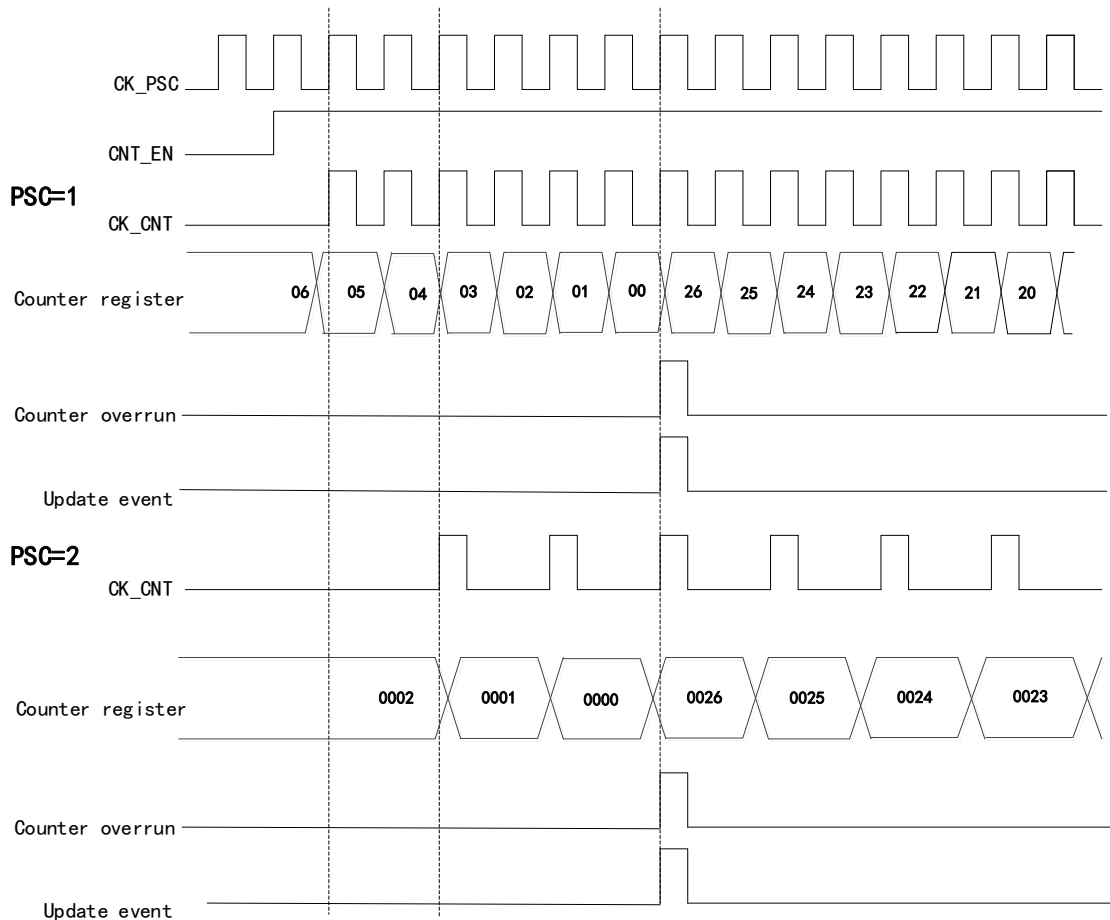 CK_PSC
CNT_EN
PSC=1
CK_CNT
Counter register 06 05 04 03 02 01 00 26 25 24 23 22 21 20
Counter overrun
Update event
PSC=2
CK_CNT
Counter register 0002 0001 0000 0026 0025 0024 0023
Counter overrun
Update event